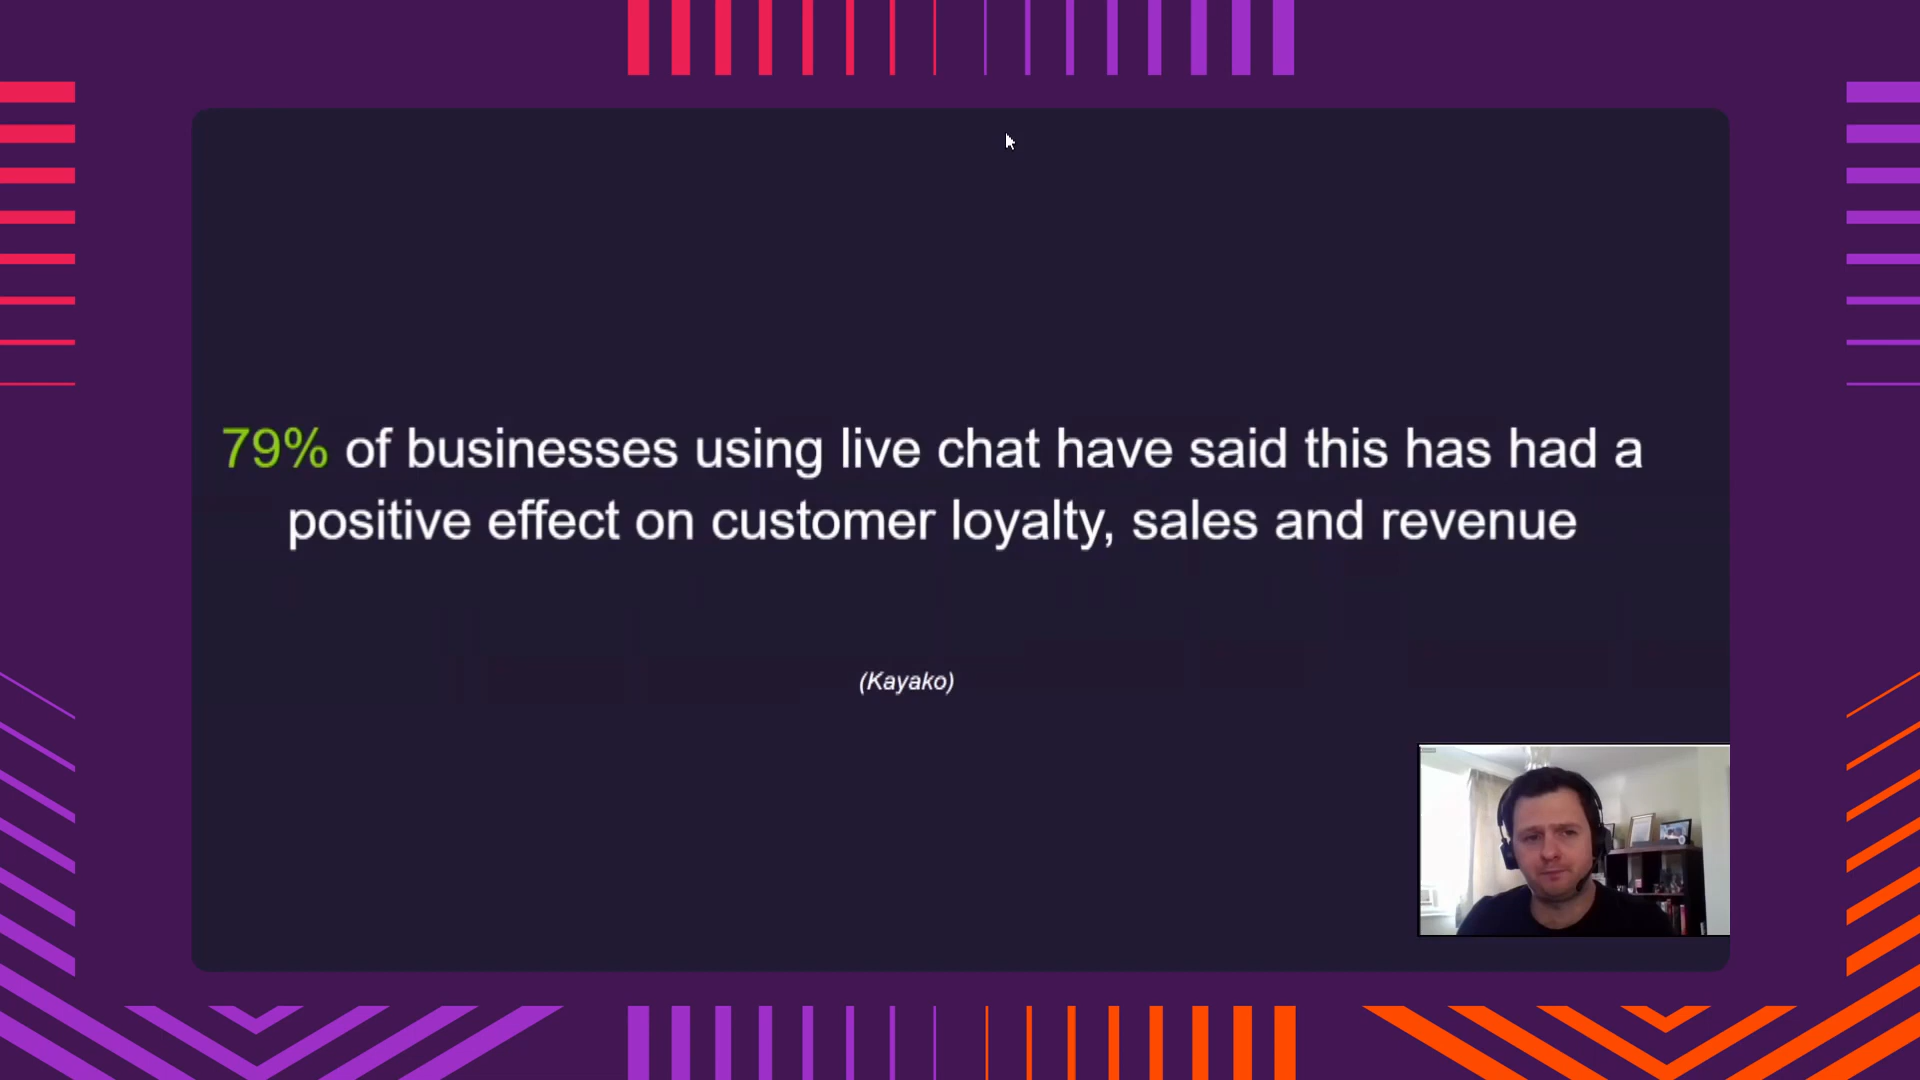 79% of businesses using live chat have said this has had a
positive effect on customer loyalty, sales and revenue
(Kayako)